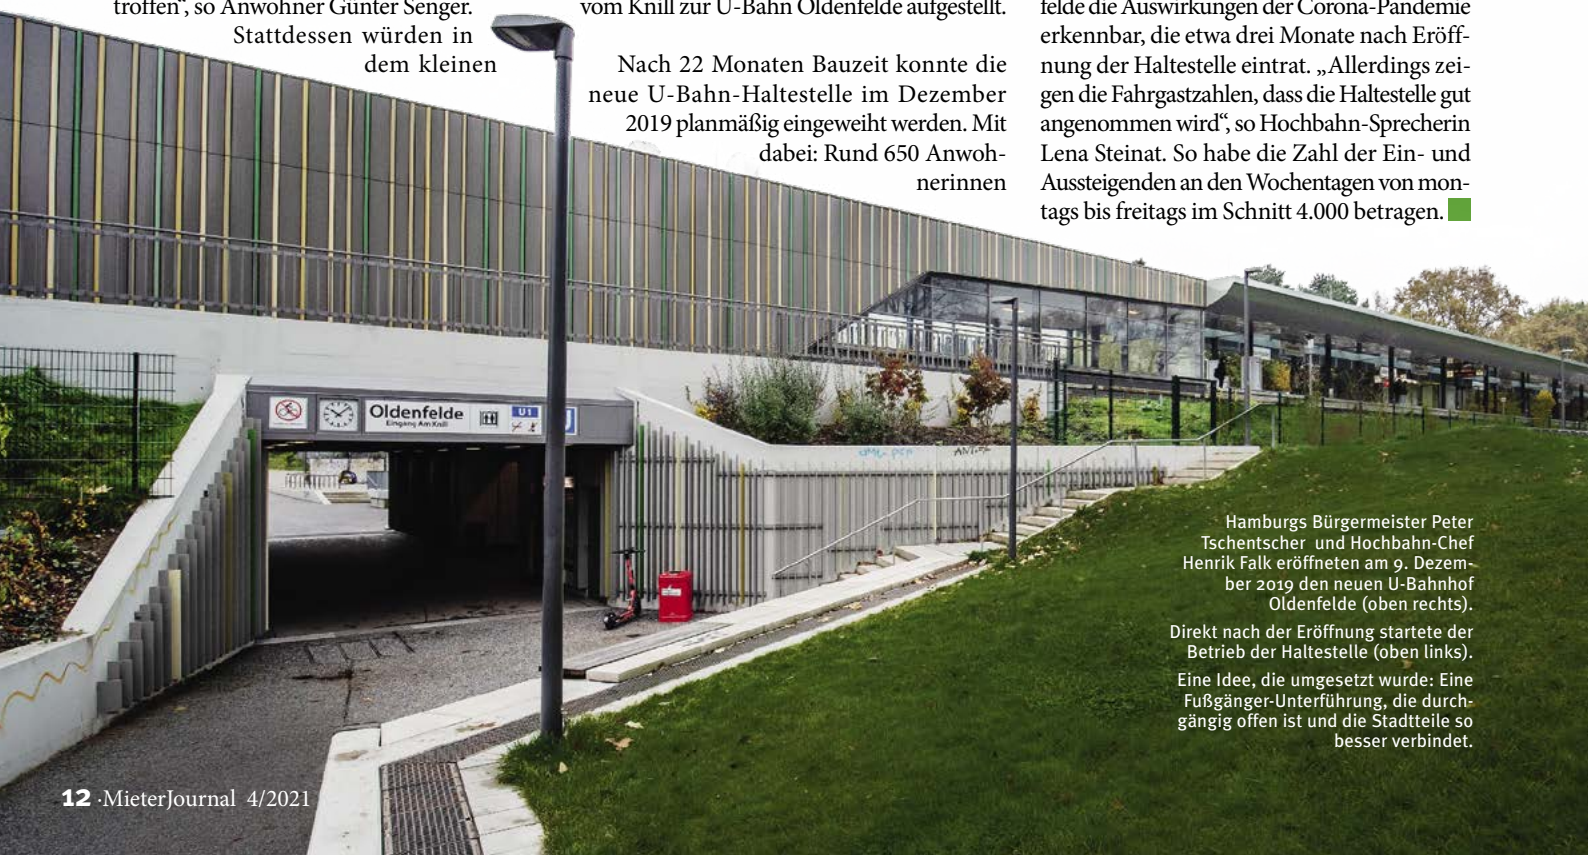 troffen“, so Anwohner Günter Senger.
Stattdessen würden in
dem kleinen
vom Knill zur U-Bahn Oldenfelde aufgestellt.
Nach 22 Monaten Bauzeit konnte die
neue U-Bahn-Haltestelle im Dezember
2019 planmäßig eingeweiht werden. Mit
dabei: Rund 650 Anwoh-
nerinnen
felde die Auswirkungen der Corona-Pandemie
erkennbar, die etwa drei Monate nach Eröff-
nung der Haltestelle eintrat. „Allerdings zei-
gen die Fahrgastzahlen, dass die Haltestelle gut
angenommen wird“, so Hochbahn-Sprecherin
Lena Steinat. So habe die Zahl der Ein- und
Aussteigenden an den Wochentagen von mon-
tags bis freitags im Schnitt 4.000 betragen.
Oldenfelde
Eingang Am Knill
U1
U
Hamburgs Bürgermeister Peter
Tschentscher und Hochbahn-Chef
Henrik Falk eröffneten am 9. Dezem-
ber 2019 den neuen U-Bahnhof
Oldenfelde (oben rechts).
Direkt nach der Eröffnung startete der
Betrieb der Haltestelle (oben links).
Eine Idee, die umgesetzt wurde: Eine
Fußgänger-Unterführung, die durch-
gängig offen ist und die Stadtteile so
besser verbindet.
12 ·MieterJournal 4/2021